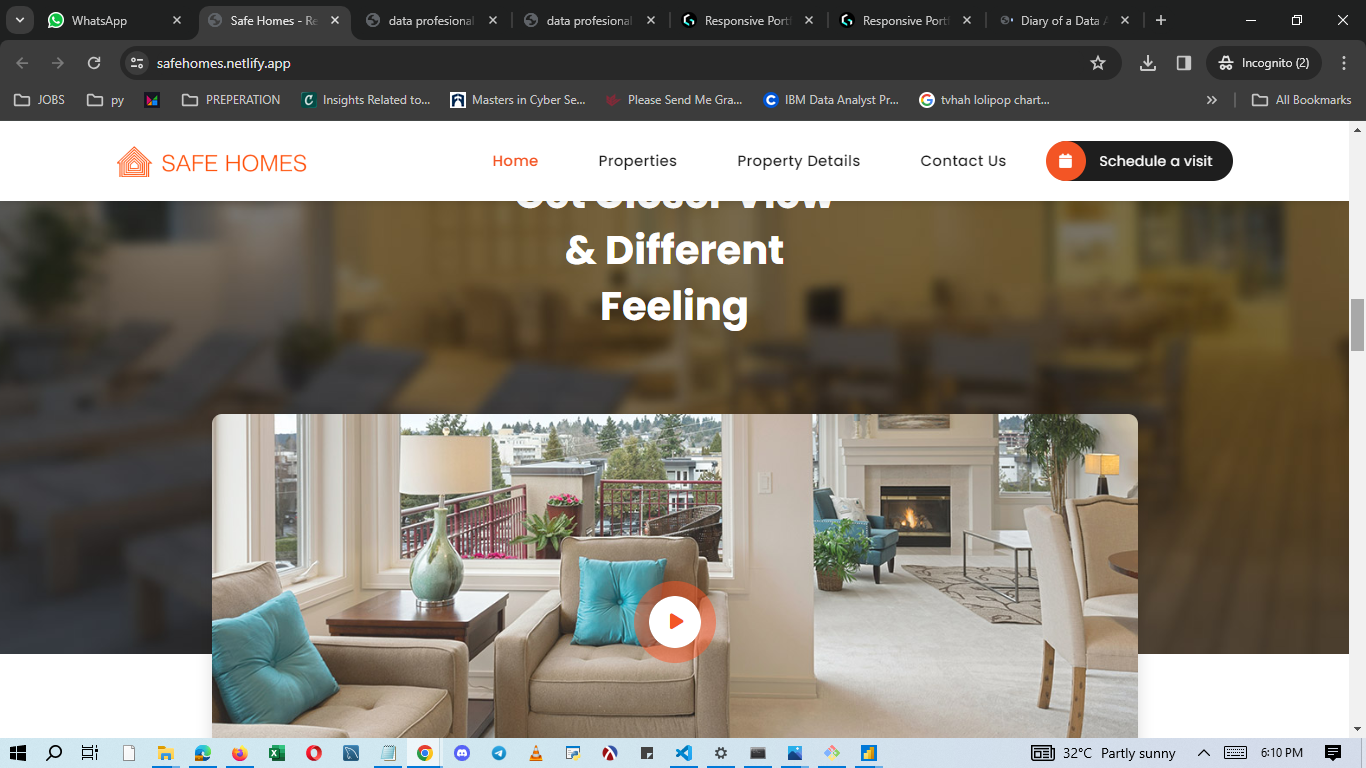 WhatsApp
Safe Homes - Re
data profesional
data profesional
Responsive Portf
Responsive Portf
Diary of a Data A
safehomes.netlify.app
Incognito (2)
JOBS
py
PREPERATION
Insights Related to...
Masters in Cyber Se...
Please Send Me Gra...
IBM Data Analyst Pr...
tvhah lolipop chart...
All Bookmarks
SAFE HOMES
Home
Properties
Property Details
Contact Us
Schedule a visit
Get Closer View
& Different
Feeling
32°C Partly sunny
6:10 PM